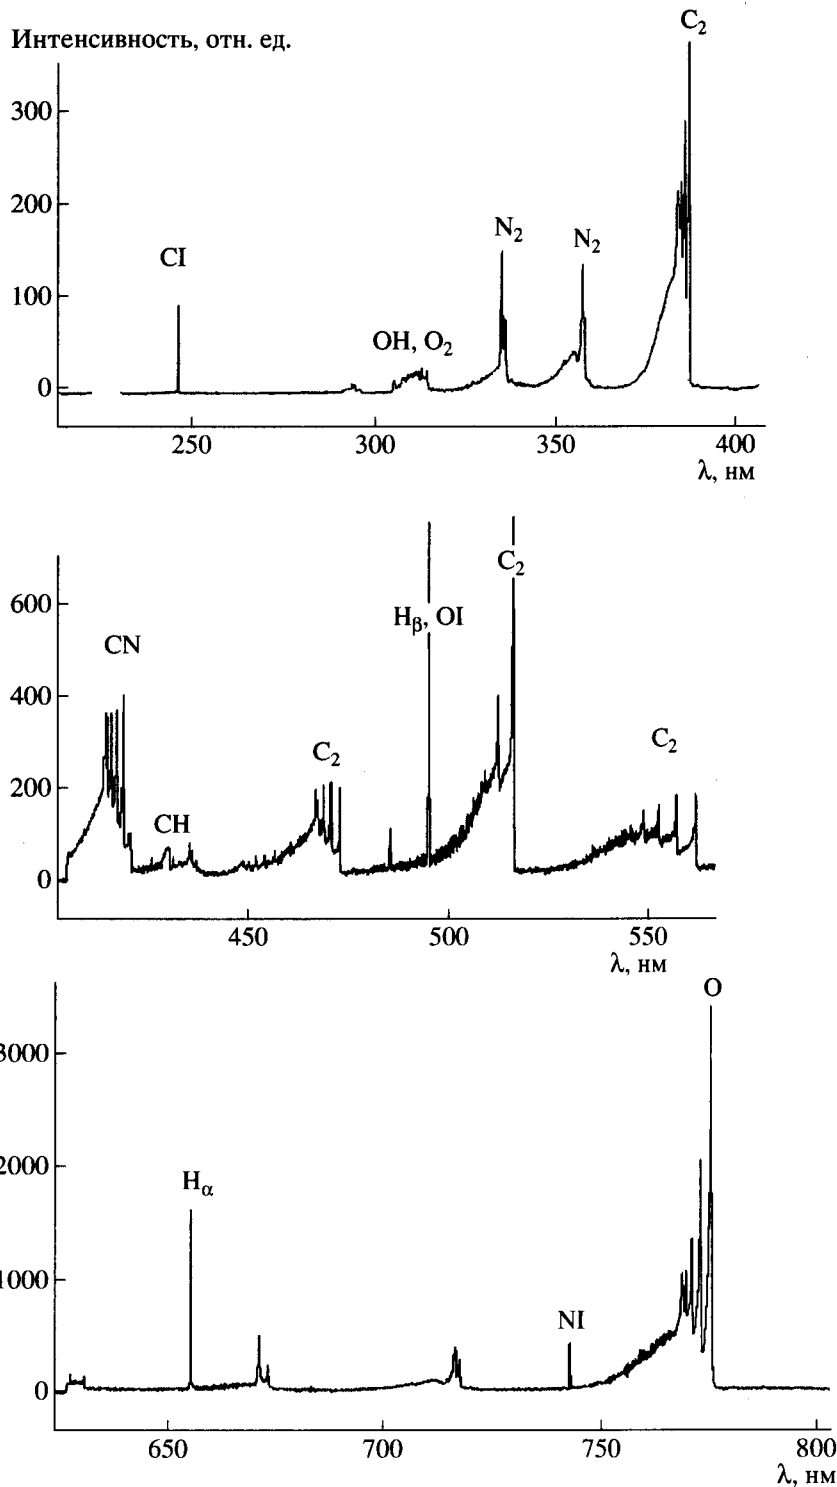 Интенсивность, отн. ед.
C₂
300
200
N₂
N₂
CI
100
OH, O₂
0
250 300 350 400
λ, нм
C₂
600
Hβ, OI
CN
400
C₂
C₂
200
CH
0
450 500 550
λ, нм
O
3000
2000
Hα
1000
NI
0
650 700 750 800
λ, нм